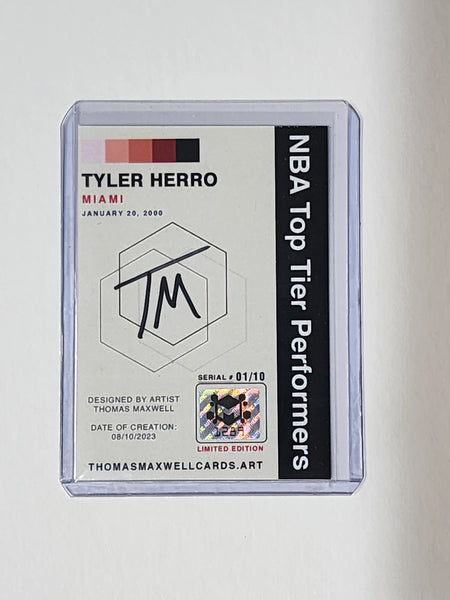 TYLER HERRO
MIAMI
JANUARY 20, 2000
TM
SERIAL # 01/10
DESIGNED BY ARTIST
THOMAS MAXWELL
DATE OF CREATION:
08/10/2023
LIMITED EDITION
THOMASMAXWELLCARDS.ART
NBA Top Tier Performers